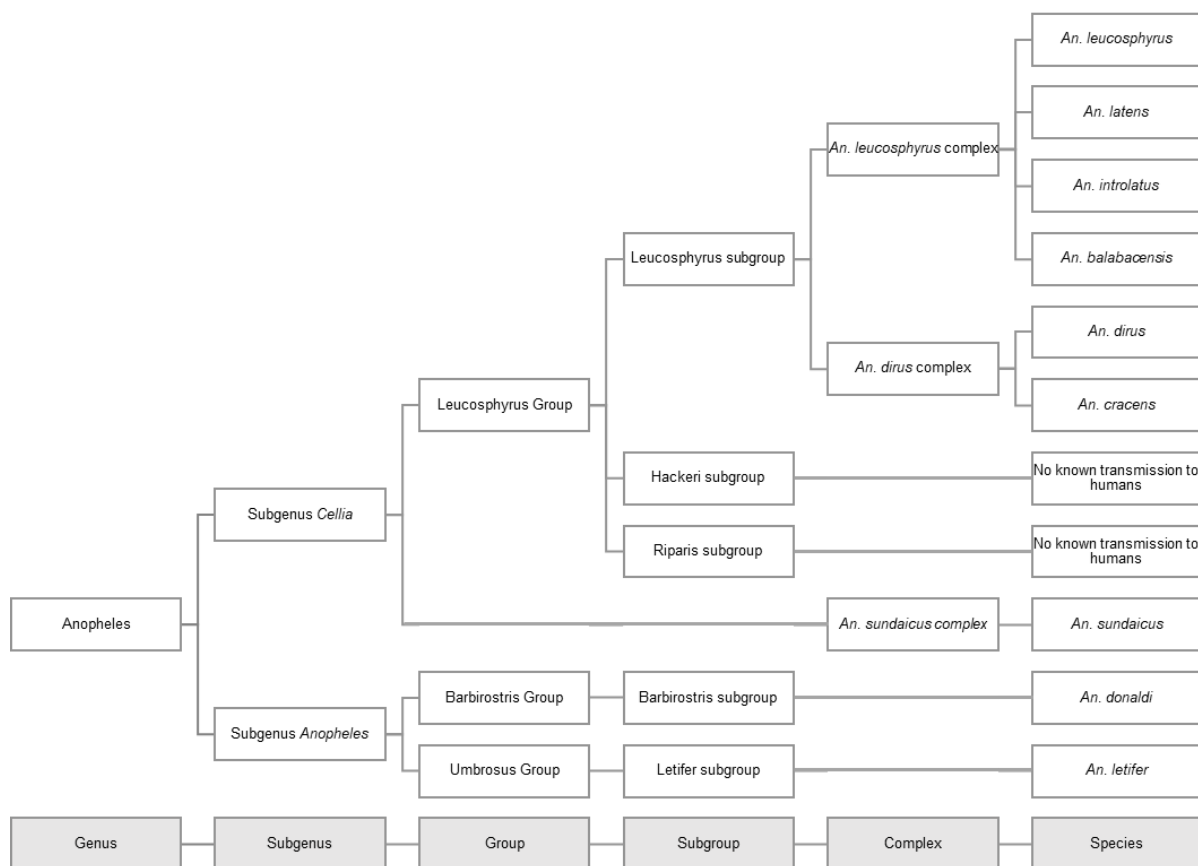 An. leucosphyrus
An. latens
An. leucosphyrus complex
An. introlatus
Leucosphyrus subgroup
An. balabacensis
An. dirus
An. dirus complex
Leucosphyrus Group
An. cracens
Hackeri subgroup
No known transmission to
humans
Subgenus Cellia
Riparis subgroup
No known transmission to
humans
Anopheles
An. sundaicus complex
An. sundaicus
Barbirostris Group
Barbirostris subgroup
An. donaldi
Subgenus Anopheles
Umbrosus Group
Letifer subgroup
An. letifer
Genus
Subgenus
Group
Subgroup
Complex
Species